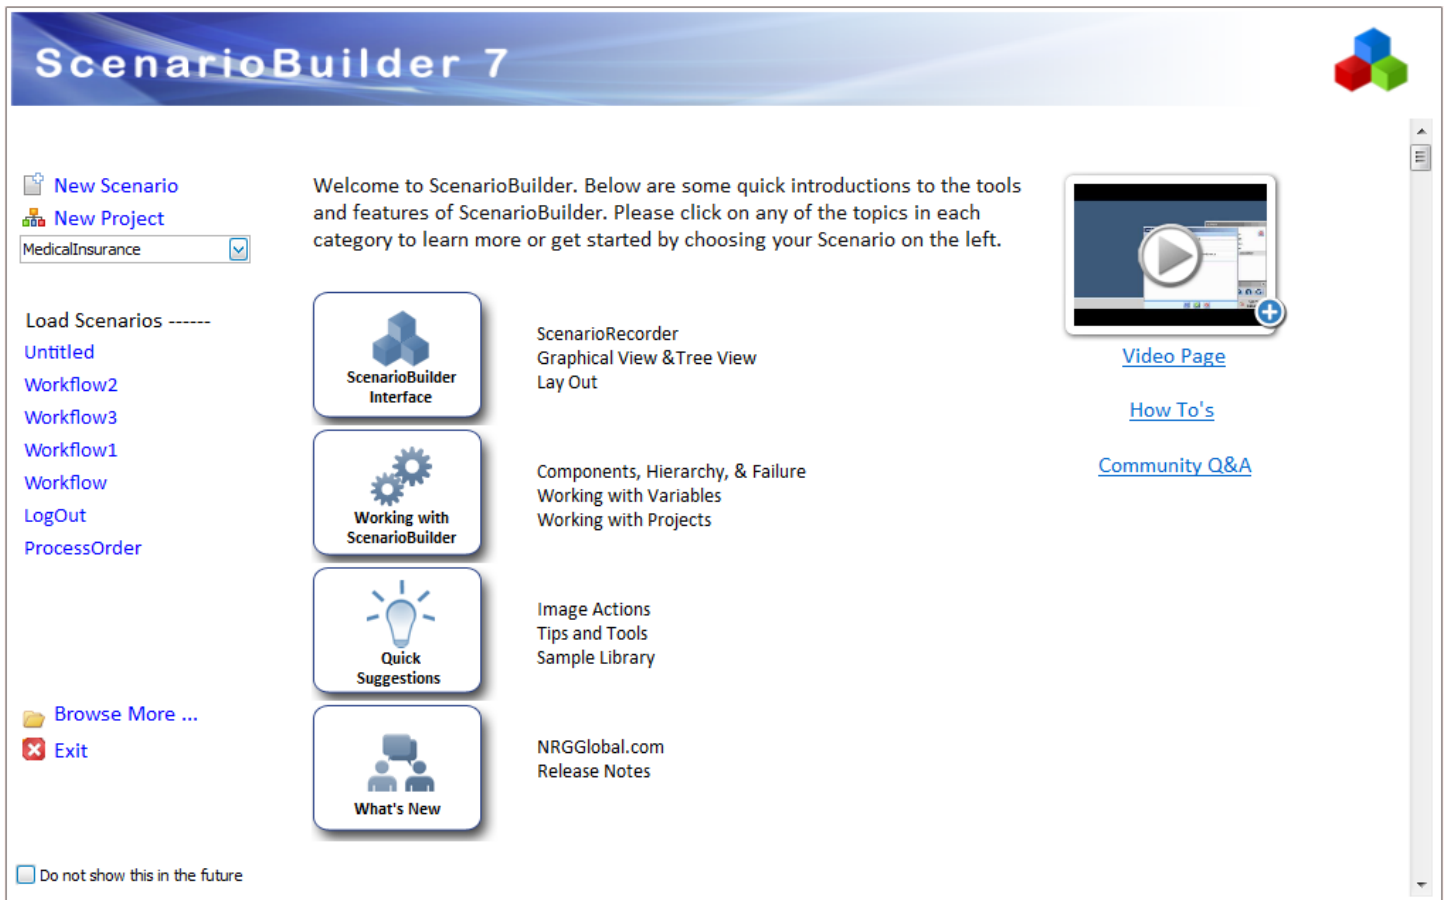 ScenarioBuilder 7
New Scenario
New Project
MedicalInsurance
Load Scenarios ------
Untitled
Workflow2
Workflow3
Workflow1
Workflow
LogOut
ProcessOrder
Browse More ...
Exit
Do not show this in the future
Welcome to ScenarioBuilder. Below are some quick introductions to the tools
and features of ScenarioBuilder. Please click on any of the topics in each
category to learn more or get started by choosing your Scenario on the left.
ScenarioBuilder
Interface
ScenarioRecorder
Graphical View &Tree View
Lay Out
Working with
ScenarioBuilder
Components, Hierarchy, & Failure
Working with Variables
Working with Projects
Quick
Suggestions
Image Actions
Tips and Tools
Sample Library
What's New
NRGGlobal.com
Release Notes
Video Page
How To's
Community Q&A